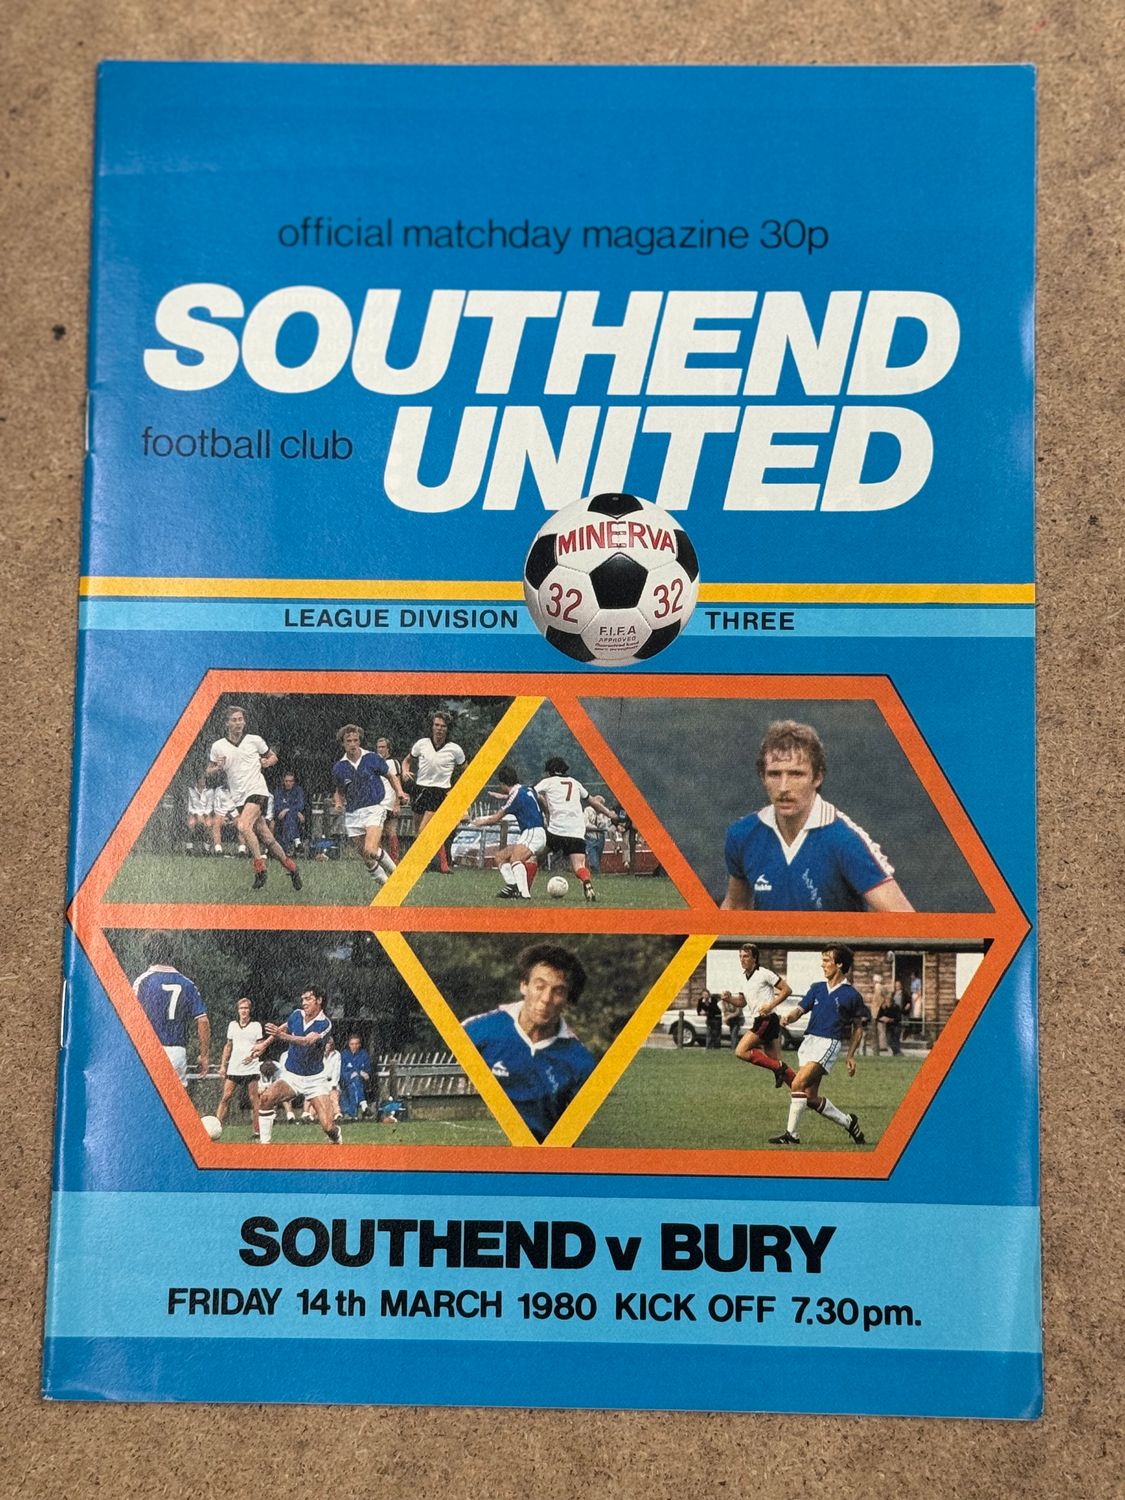 official matchday magazine 30p
SOUTHEND
football club UNITED
MINERVA
32 32
F.I.F.A
APPROVED
LEAGUE DIVISION THREE
7
7
SOUTHEND v BURY
FRIDAY 14th MARCH 1980 KICK OFF 7.30pm.